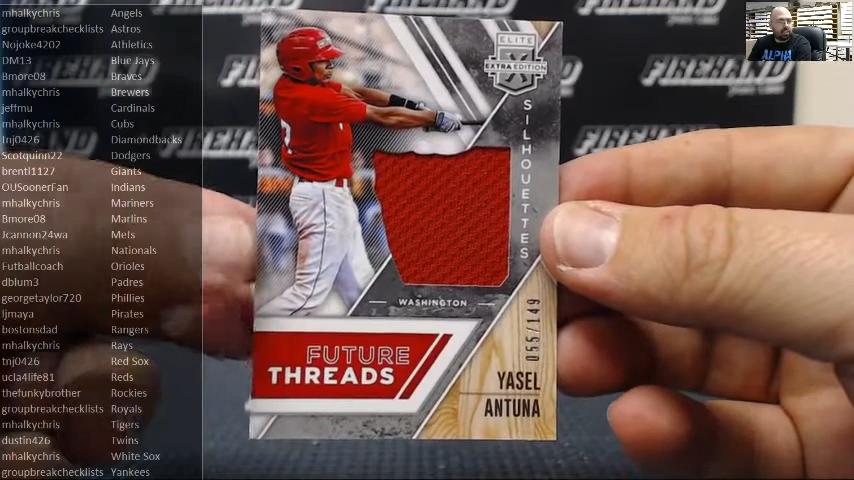 mhalkychris Angels
groupbreakchecklists Astros
Nojoke4202 Athletics
DM13 Blue Jays
Bmore08 Braves
mhalkychris Brewers
jeffrnu Cardinals
mhalkychris Cubs
tnj0426 Diamondbacks
Scotquinn22 Dodgers
brentl1127 Giants
OUSoonerFan Indians
mhalkychris Mariners
Bmore08 Marlins
Jcannon24wa Mets
mhalkychris Nationals
Futballcoach Orioles
dblum3 Padres
georgetaylor720 Phillies
ljmaya Pirates
bostonsdad Rangers
mhalkychris Rays
tnj0426 Red Sox
ucla4life81 Reds
thefunkybrother Rockies
groupbreakchecklists Royals
mhalkychris Tigers
dustin426 Twins
mhalkychris White Sox
groupbreakchecklists Yankees
ELITE
EXTRA EDITION
SILHOUETTES
WASHINGTON
FUTURE
THREADS
055/149
YASEL
ANTUNA
FIREHAND
FIREHAND
FIREHAND
ALPHA